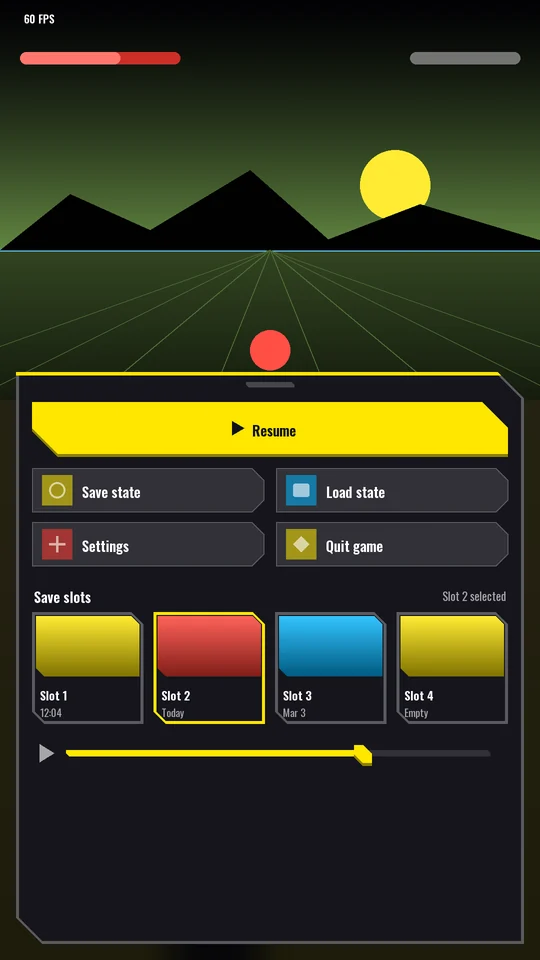 60 FPS
Resume
Save state
Load state
Settings
Quit game
Save slots
Slot 2 selected
Slot 1
12:04
Slot 2
Today
Slot 3
Mar 3
Slot 4
Empty